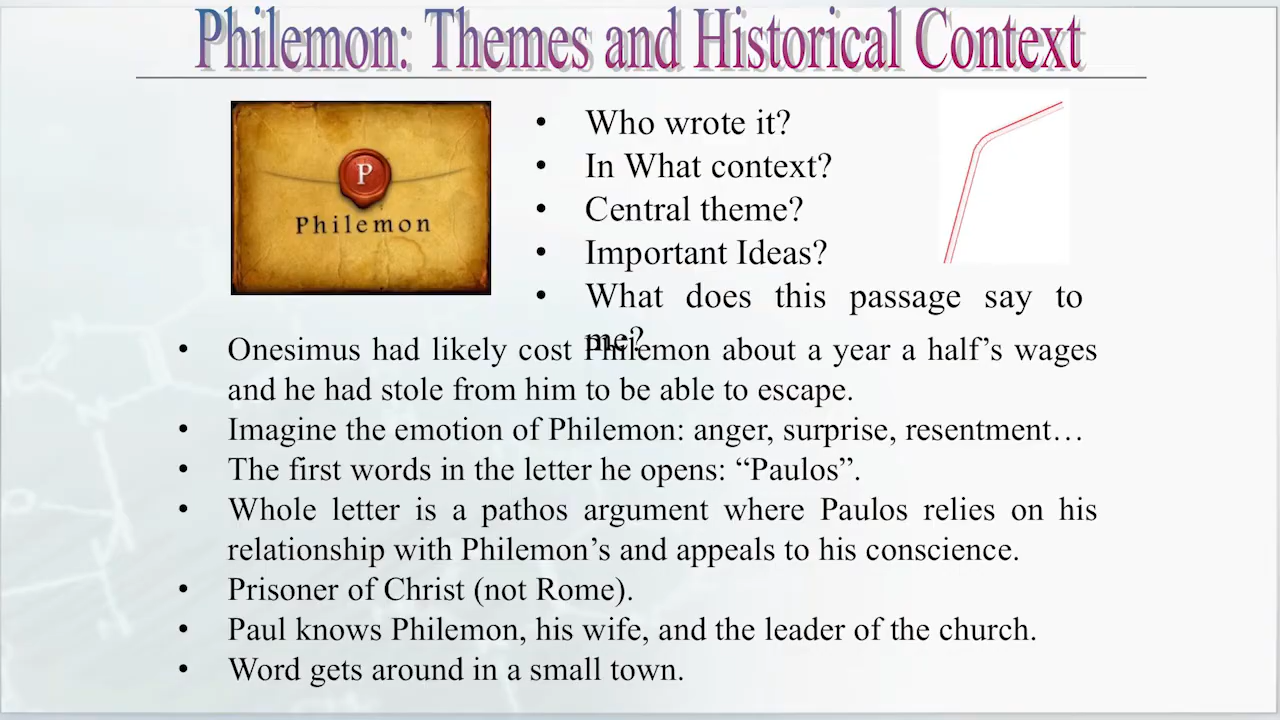 Philemon: Themes and Historical Context
P
Philemon
• Who wrote it?
• In What context?
• Central theme?
• Important Ideas?
• What does this passage say to
me?
• Onesimus had likely cost Philemon about a year a half’s wages
and he had stole from him to be able to escape.
• Imagine the emotion of Philemon: anger, surprise, resentment…
• The first words in the letter he opens: “Paulos”.
• Whole letter is a pathos argument where Paulos relies on his
relationship with Philemon’s and appeals to his conscience.
• Prisoner of Christ (not Rome).
• Paul knows Philemon, his wife, and the leader of the church.
• Word gets around in a small town.